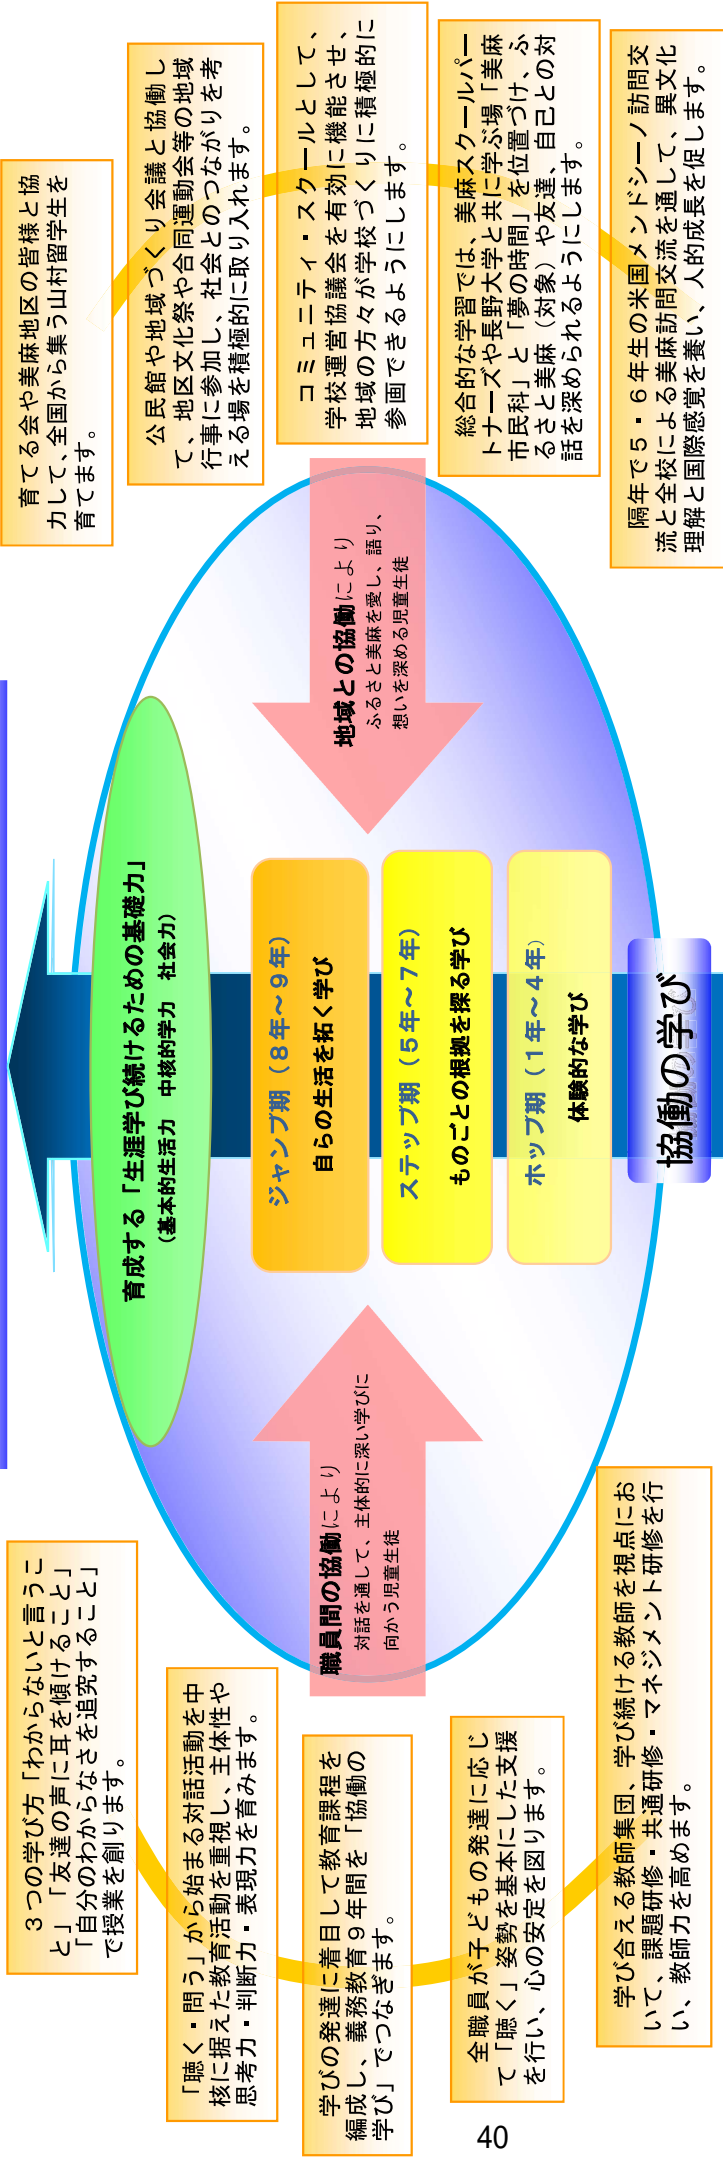 育成する「生涯学び続けるための基礎力」
（基本的生活力　中核的学力　社会力）
ジャンプ期（８年～９年）
自らの生活を拓く学び
ステップ期（５年～７年）
ものごとの根拠を探る学び
ホップ期（１年～４年）
体験的な学び
協働の学び
職員間の協働により
対話を通して、主体的に深い学びに
向かう児童生徒
地域との協働により
ふるさと美麻を愛し、語り、
想いを深める児童生徒
３つの学び方「わからないと言うこ
と」「友達の声に耳を傾けること」
「自分のわからなさを追究すること」
で授業を創ります。
「聴く・問う」から始まる対話活動を中
核に据えた教育活動を重視し、主体性や
思考力・判断力・表現力を育みます。
学びの発達に着目して教育課程を
編成し、義務教育９年間を「協働の
学び」でつなぎます。
全職員が子どもの発達に応じ
て「聴く」姿勢を基本にした支援
を行い、心の安定を図ります。
学び合える教師集団、学び続ける教師を視点にお
いて、課題研修・共通研修・マネジメント研修を行
い、教師力を高めます。
育てる会や美麻地区の皆様と協
力して、全国から集う山村留学生を
育てます。
公民館や地域づくり会議と協働し
て、地区文化祭や合同運動会等の地域
行事に参加し、社会とのつながりを考
える場を積極的に取り入れます。
コミュニティ・スクールとして、
学校運営協議会を有効に機能させ、
地域の方々が学校づくりに積極的に
参画できるようにします。
総合的な学習では、美麻スクールパー
トナーズや長野大学と共に学ぶ場「美麻
市民科」と「夢の時間」を位置づけ、ふ
るさと美麻（対象）や友達、自己との対
話を深められるようにします。
隔年で５・６年生の米国メンドシーノ訪問交
流と全校による美麻訪問交流を通して、異文化
理解と国際感覚を養い、人的成長を促します。
40